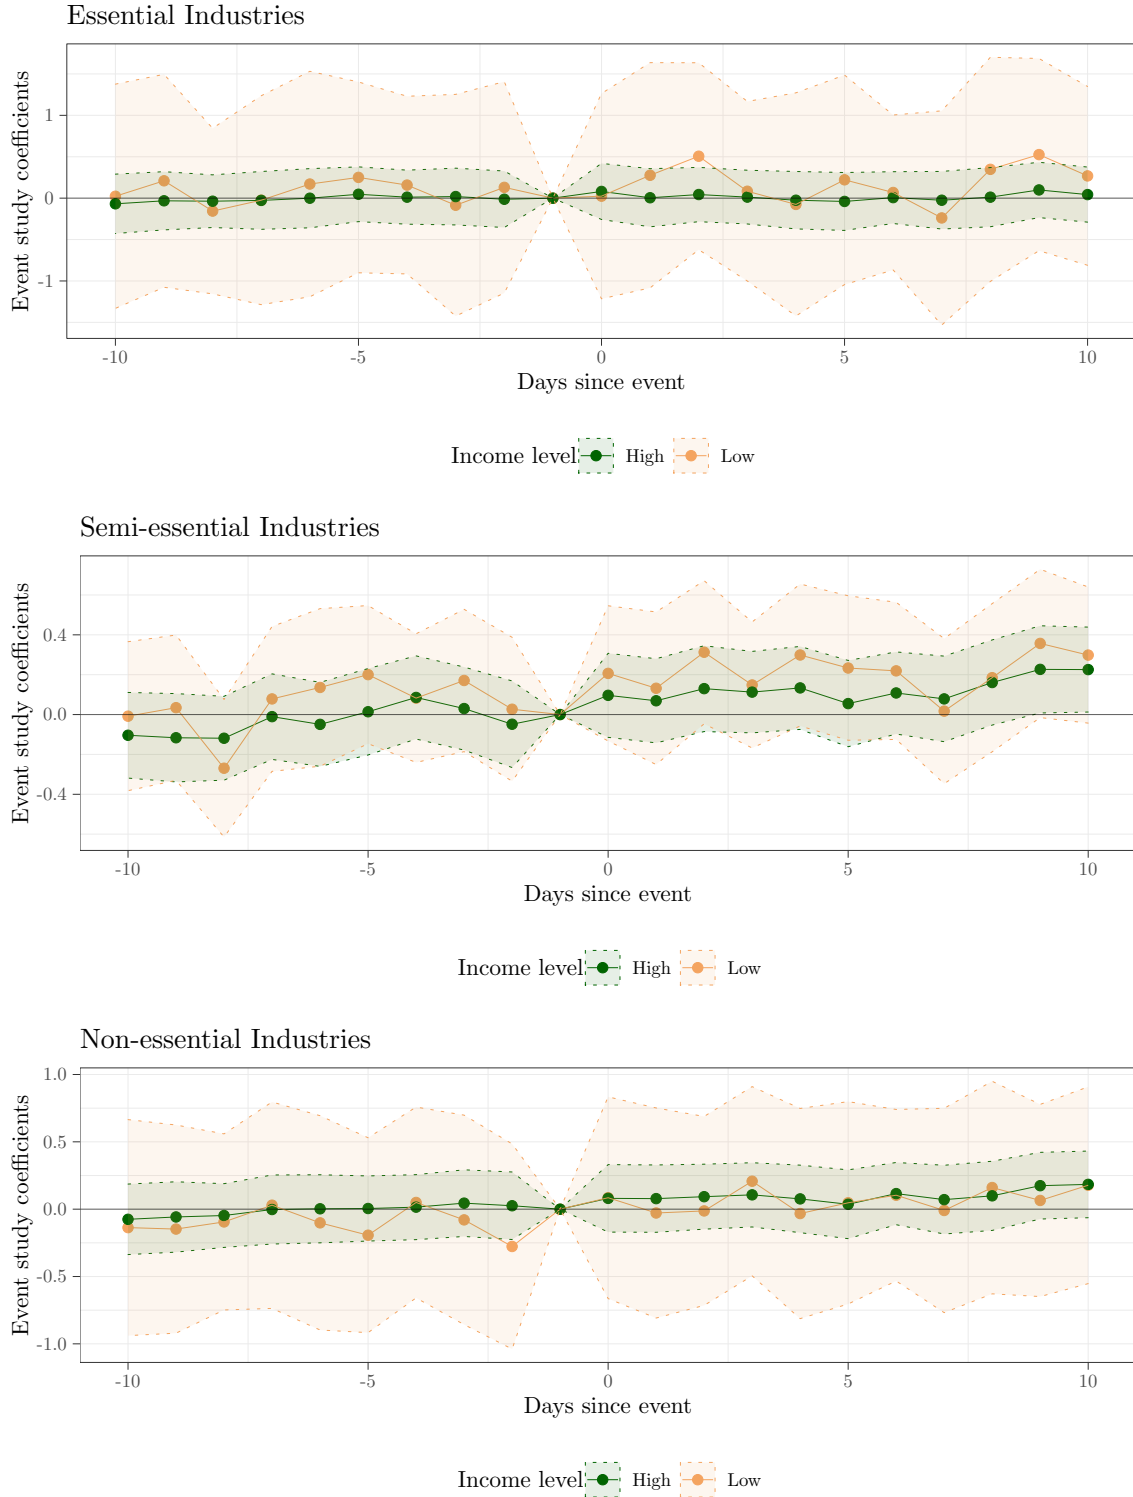 Essential Industries
Event study coefficients
1
0
-1
-10 -5 0 5 10
Days since event
Income level High Low
Semi-essential Industries
Event study coefficients
0.4
0.0
-0.4
-10 -5 0 5 10
Days since event
Income level High Low
Non-essential Industries
Event study coefficients
1.0
0.5
0.0
-0.5
-1.0
-10 -5 0 5 10
Days since event
Income level High Low